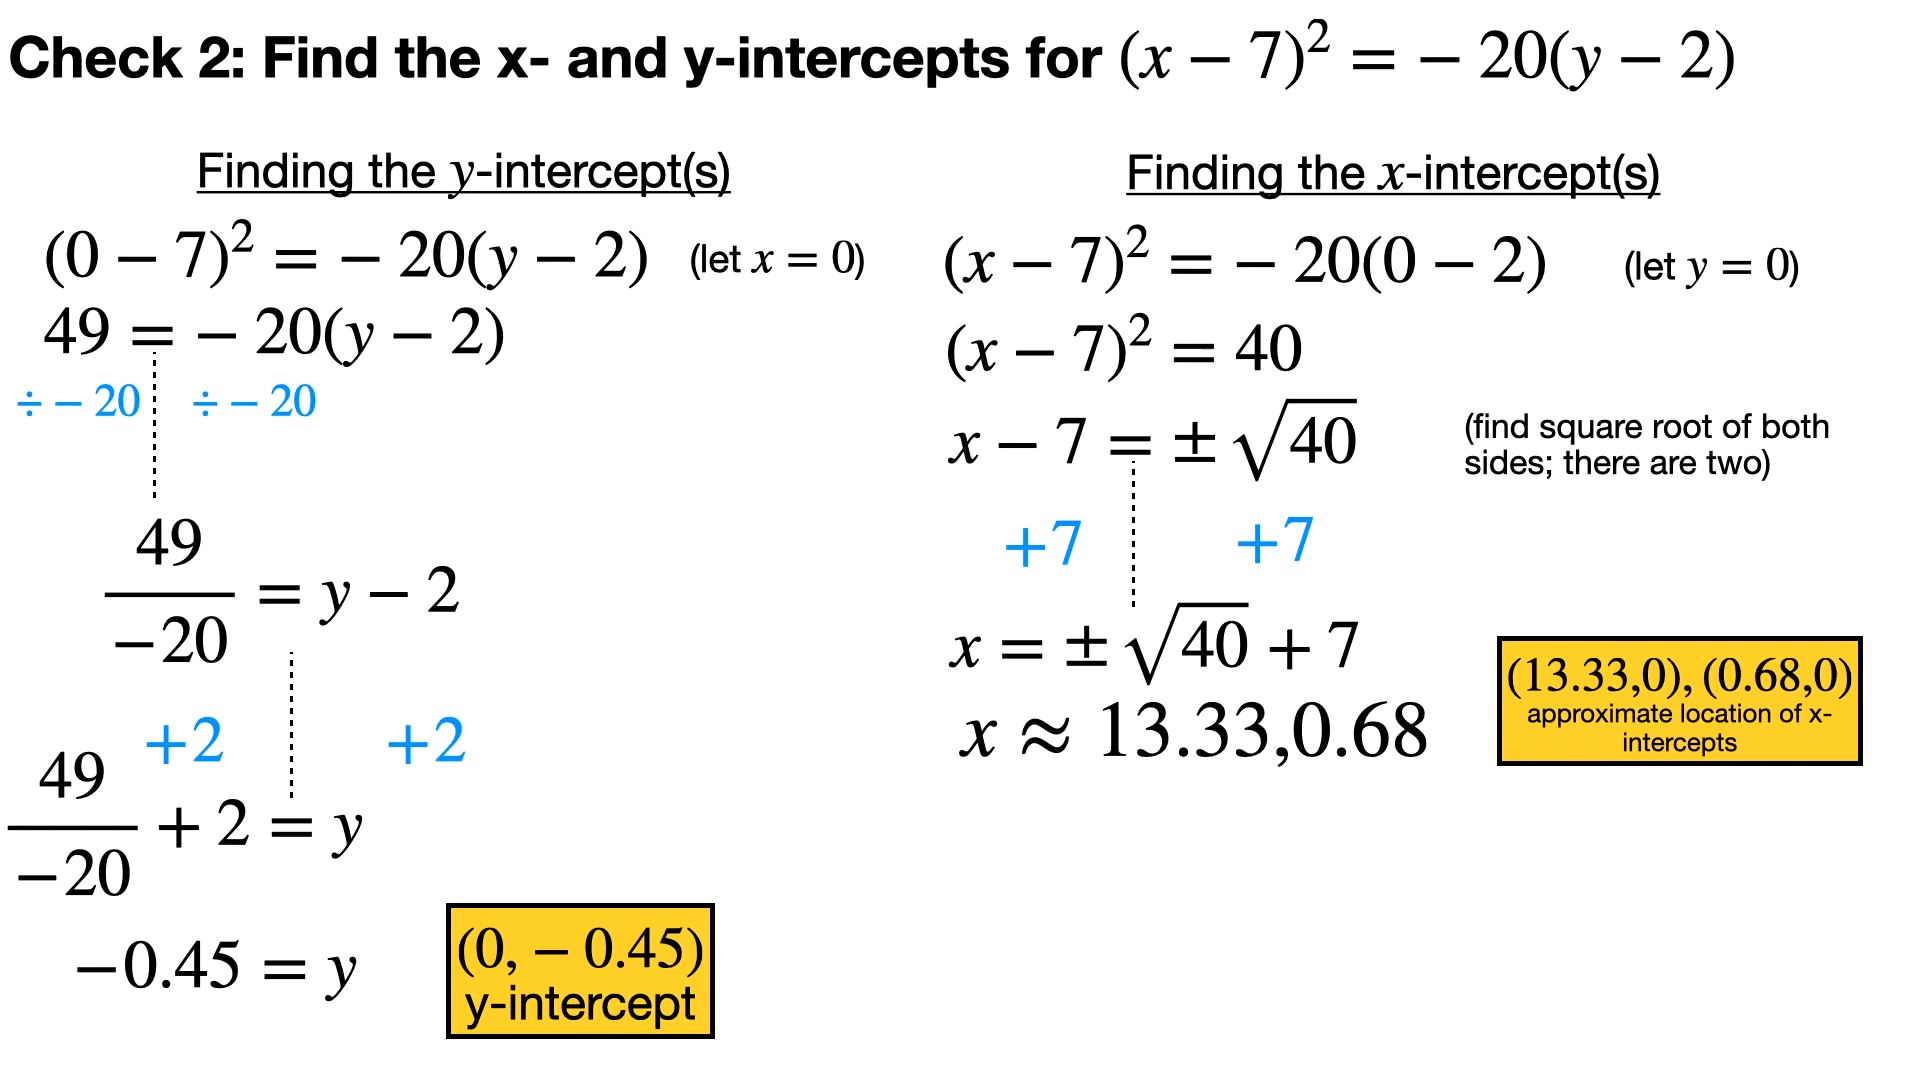 Check 2: Find the x- and y-intercepts for (x − 7)² = − 20(y − 2)
Finding the y-intercept(s)
(0 − 7)² = − 20(y − 2) (let x = 0)
49 = − 20(y − 2)
÷ − 20 ÷ − 20
49/−20 = y − 2
+2 +2
49/−20 + 2 = y
−0.45 = y
(0, − 0.45)
y-intercept
Finding the x-intercept(s)
(x − 7)² = − 20(0 − 2) (let y = 0)
(x − 7)² = 40
x − 7 = ± √40
(find square root of both
sides; there are two)
+7 +7
x = ± √40 + 7
x ≈ 13.33,0.68
(13.33,0), (0.68,0)
approximate location of x-
intercepts